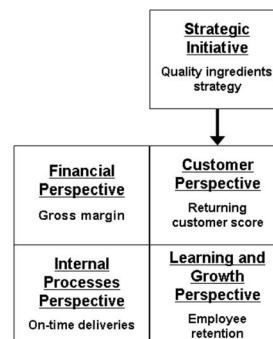 Strategic
Initiative
Quality ingredients
strategy
Financial
Perspective
Gross margin
Customer
Perspective
Returning
customer score
Internal
Processes
Perspective
On-time deliveries
Learning and
Growth
Perspective
Employee
retention